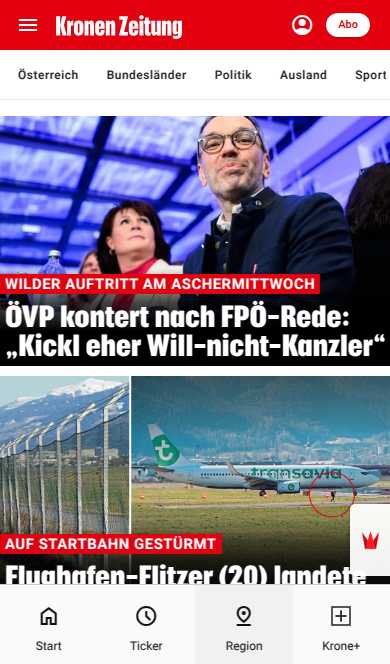 Kronen Zeitung
Abo
Österreich Bundesländer Politik Ausland Sport
WILDER AUFTRITT AM ASCHERMITTWOCH
ÖVP kontert nach FPÖ-Rede:
„Kickl eher Will-nicht-Kanzler“
transavia
AUF STARTBAHN GESTÜRMT
Flughafen-Flitzer (20) landete
Start Ticker Region Krone+